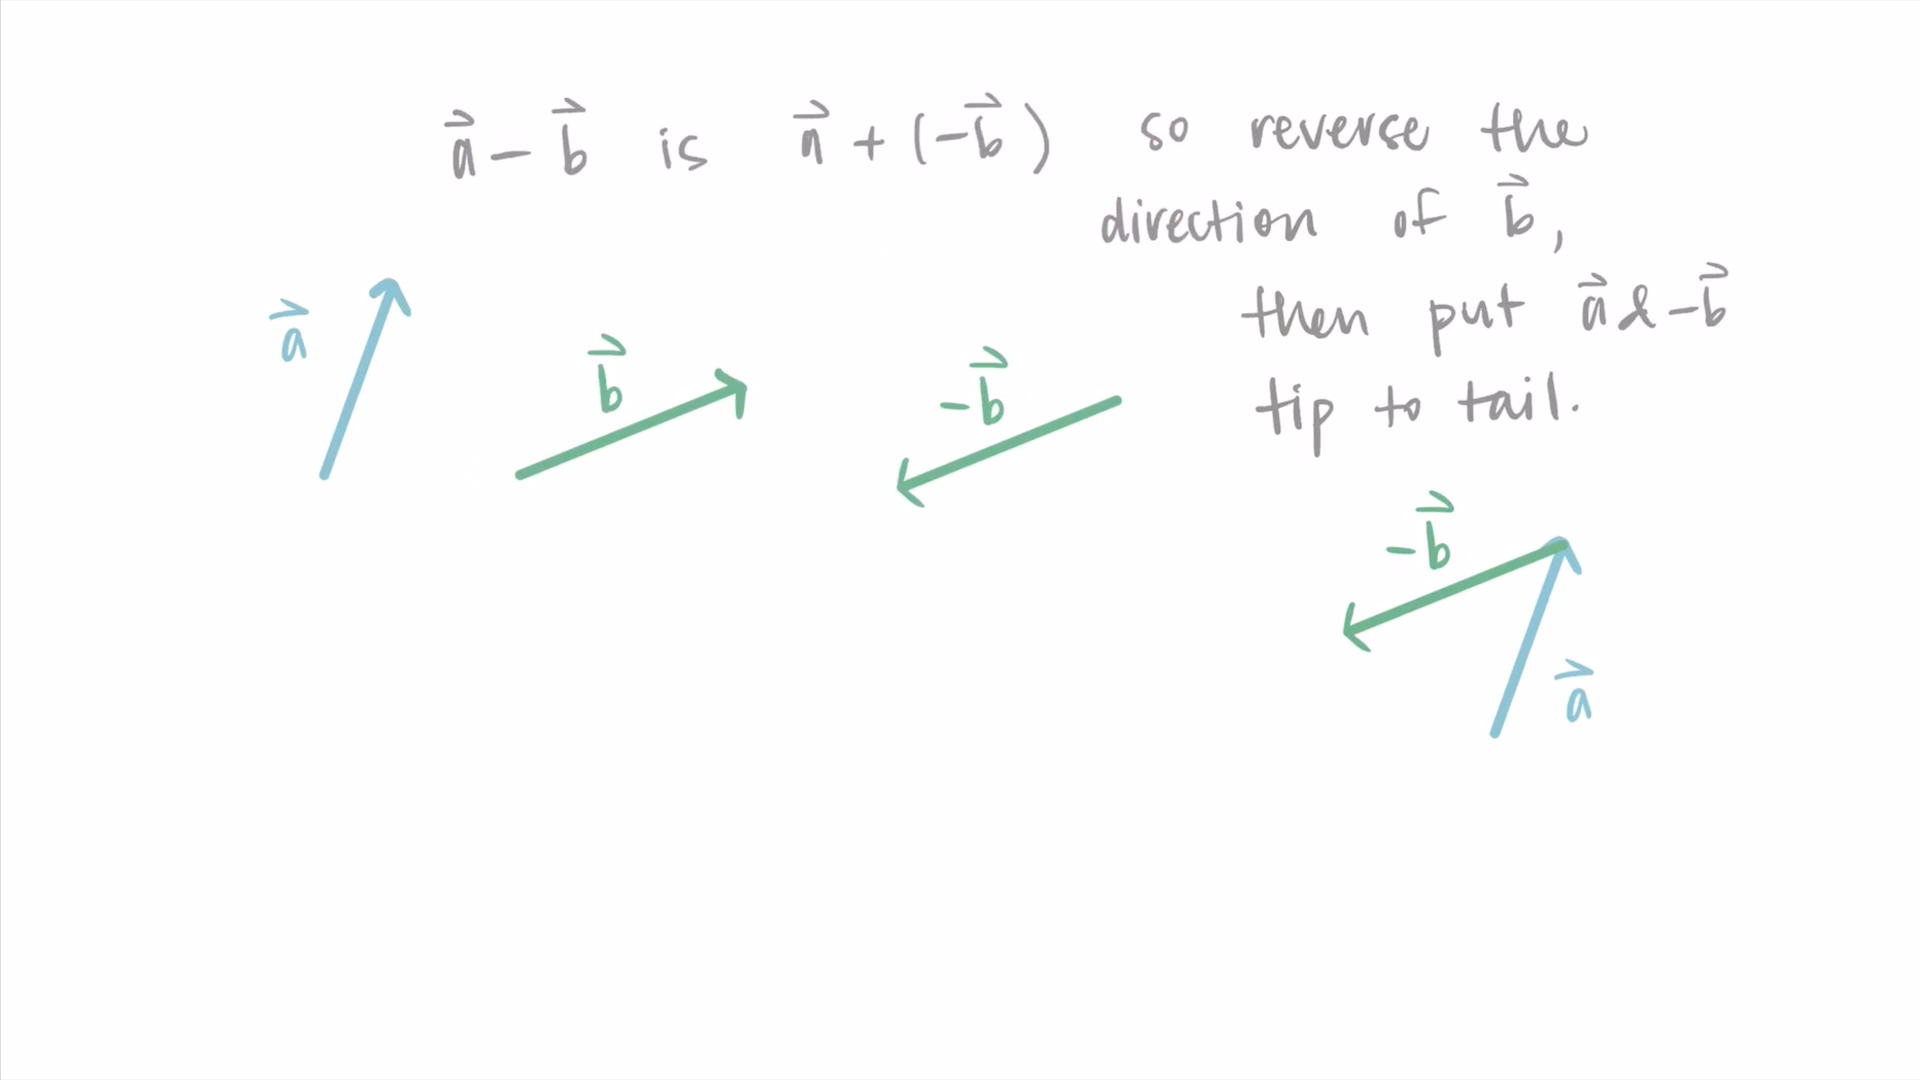 a⃗ - b⃗ is a⃗ + (-b⃗) so reverse the
direction of b⃗,
then put a⃗ & -b⃗
tip to tail.
a⃗
b⃗
-b⃗
-b⃗
a⃗